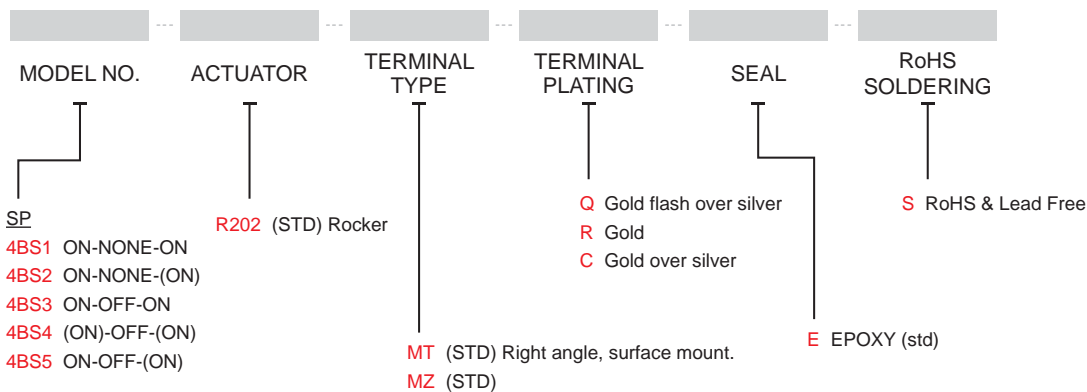 MODEL NO.
ACTUATOR
TERMINAL
TYPE
TERMINAL
PLATING
SEAL
RoHS
SOLDERING
SP
4BS1 ON-NONE-ON
4BS2 ON-NONE-(ON)
4BS3 ON-OFF-ON
4BS4 (ON)-OFF-(ON)
4BS5 ON-OFF-(ON)
R202 (STD) Rocker
MT (STD) Right angle, surface mount.
MZ (STD)
Q Gold flash over silver
R Gold
C Gold over silver
E EPOXY (std)
S RoHS & Lead Free